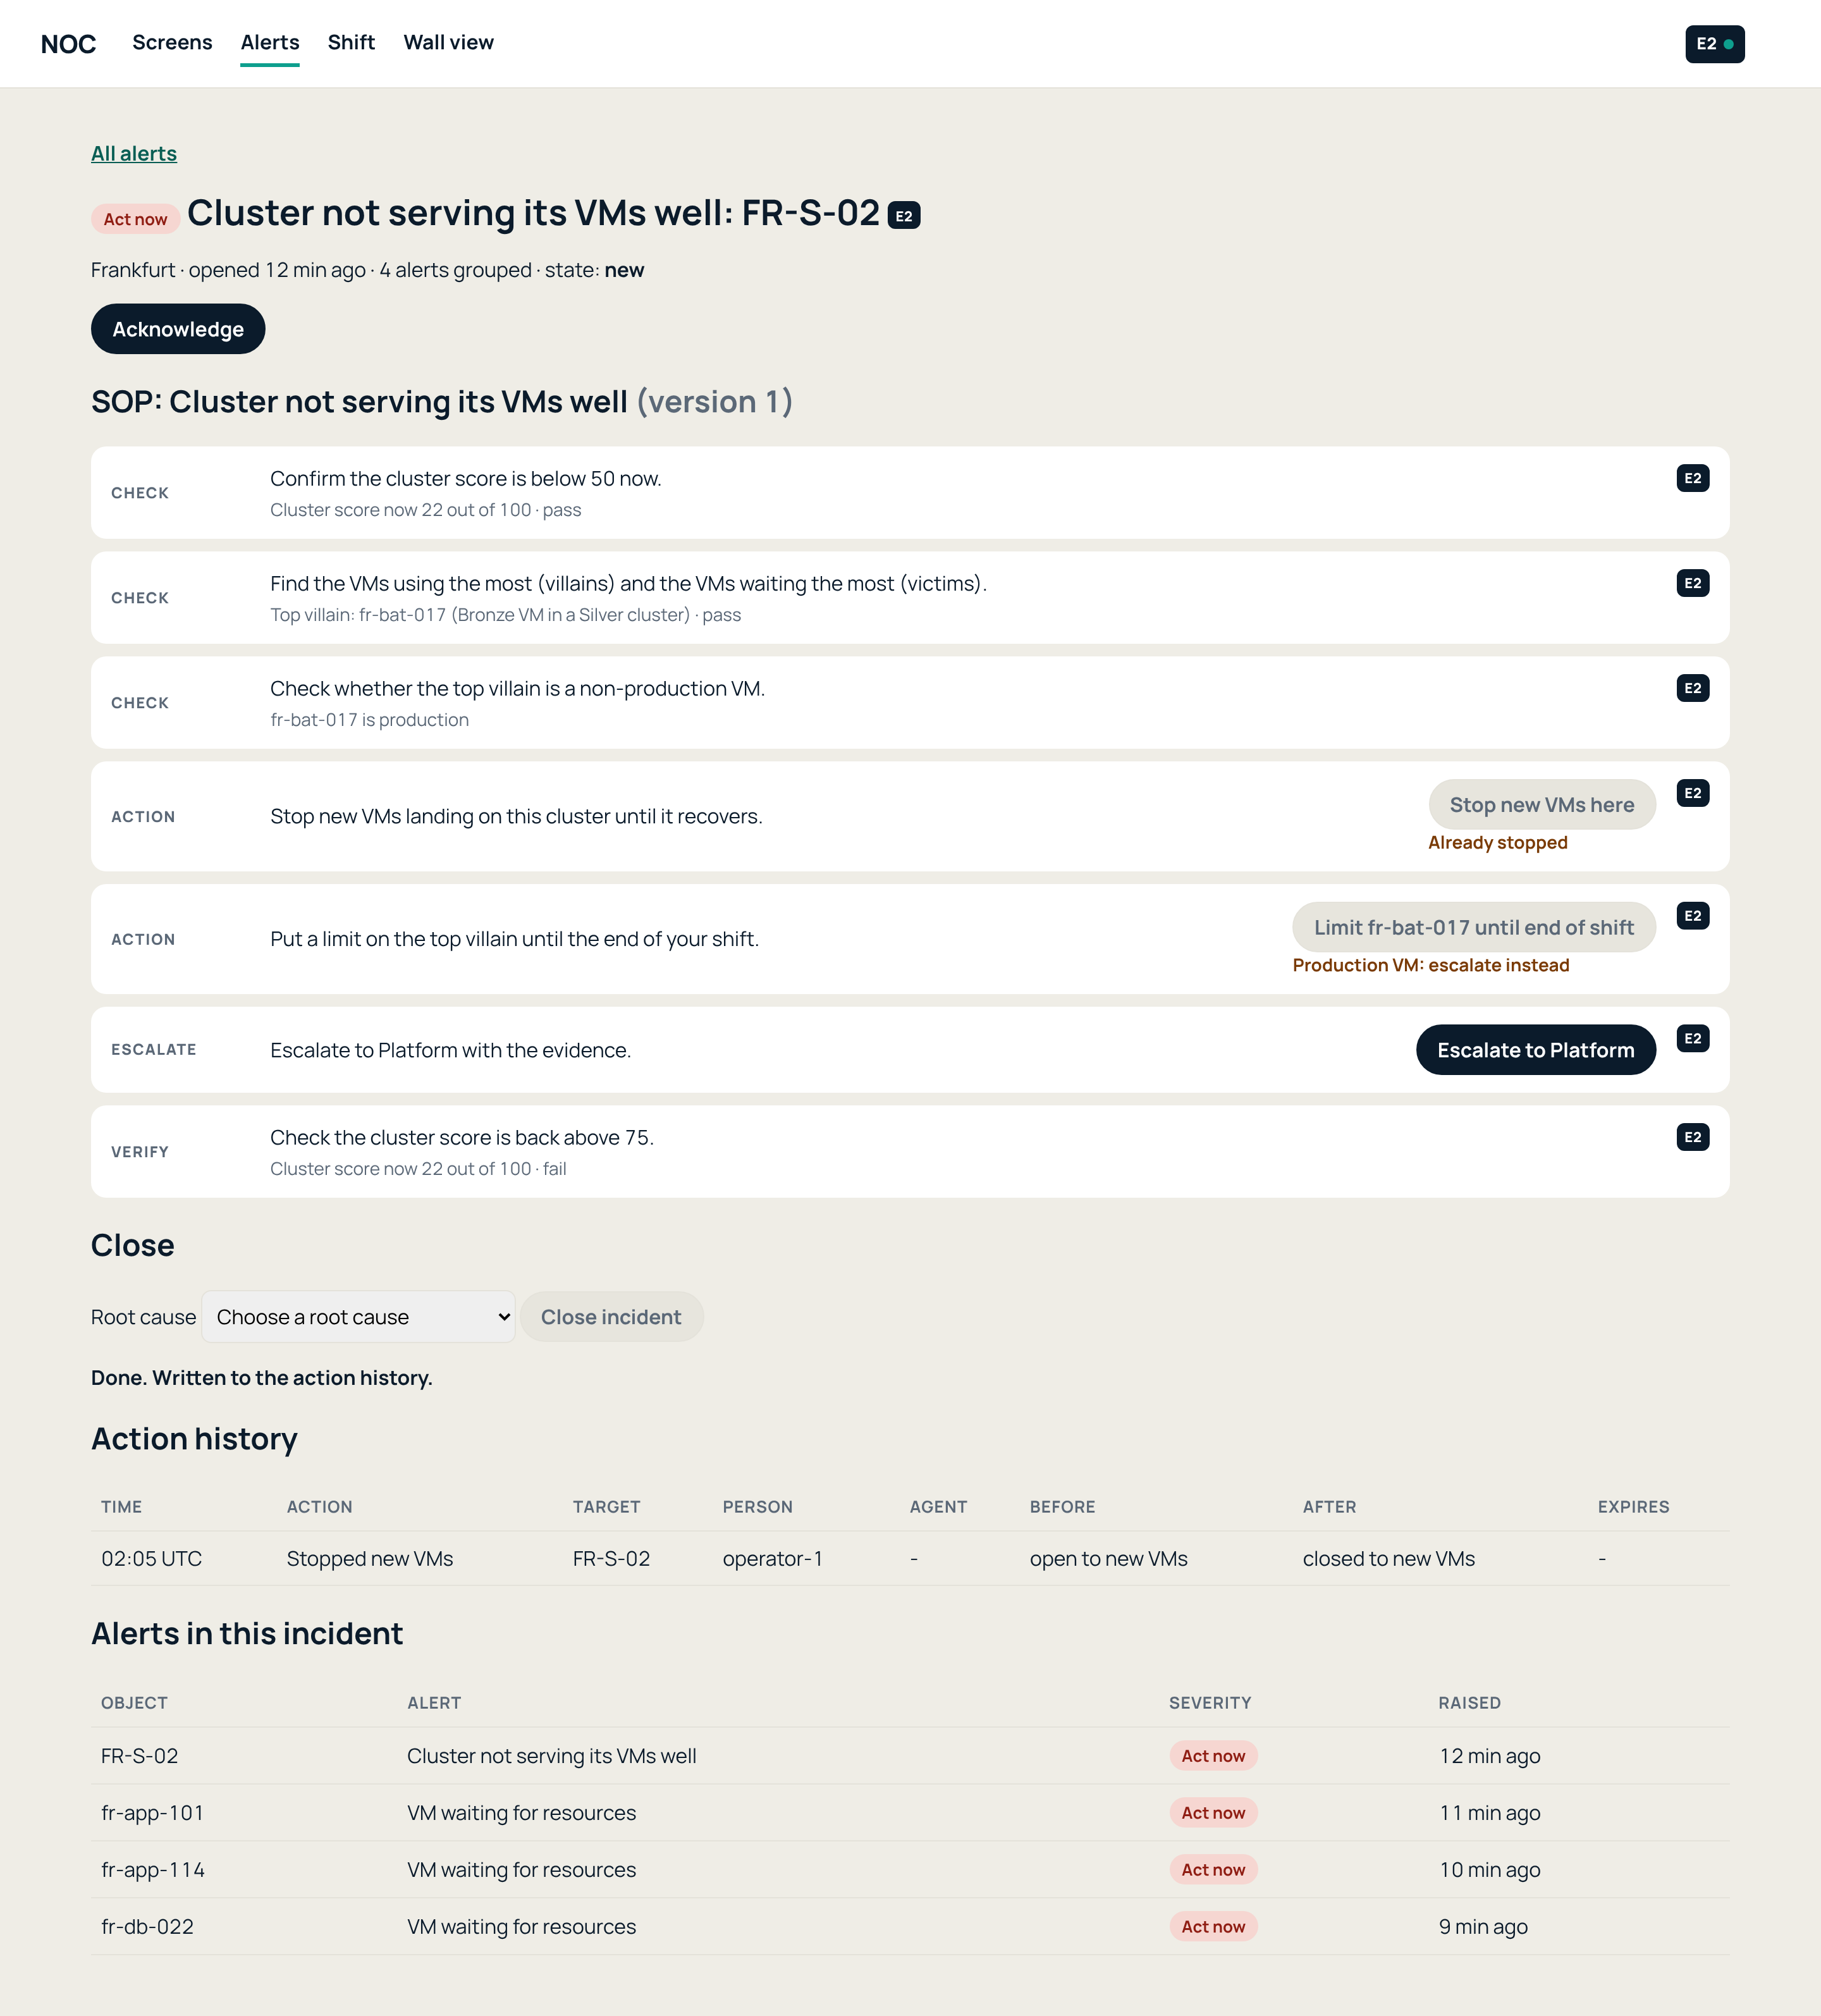 NOC Screens Alerts Shift Wall view E2
All alerts
Act now Cluster not serving its VMs well: FR-S-02 E2
Frankfurt · opened 12 min ago · 4 alerts grouped · state: new
Acknowledge
SOP: Cluster not serving its VMs well (version 1)
CHECK Confirm the cluster score is below 50 now. E2
Cluster score now 22 out of 100 · pass
CHECK Find the VMs using the most (villains) and the VMs waiting the most (victims). E2
Top villain: fr-bat-017 (Bronze VM in a Silver cluster) · pass
CHECK Check whether the top villain is a non-production VM. E2
fr-bat-017 is production
ACTION Stop new VMs landing on this cluster until it recovers. Stop new VMs here E2
Already stopped
ACTION Put a limit on the top villain until the end of your shift. Limit fr-bat-017 until end of shift E2
Production VM: escalate instead
ESCALATE Escalate to Platform with the evidence. Escalate to Platform E2
VERIFY Check the cluster score is back above 75. E2
Cluster score now 22 out of 100 · fail
Close
Root cause Choose a root cause Close incident
Done. Written to the action history.
Action history
TIME ACTION TARGET PERSON AGENT BEFORE AFTER EXPIRES
02:05 UTC Stopped new VMs FR-S-02 operator-1 - open to new VMs closed to new VMs -
Alerts in this incident
OBJECT ALERT SEVERITY RAISED
FR-S-02 Cluster not serving its VMs well Act now 12 min ago
fr-app-101 VM waiting for resources Act now 11 min ago
fr-app-114 VM waiting for resources Act now 10 min ago
fr-db-022 VM waiting for resources Act now 9 min ago